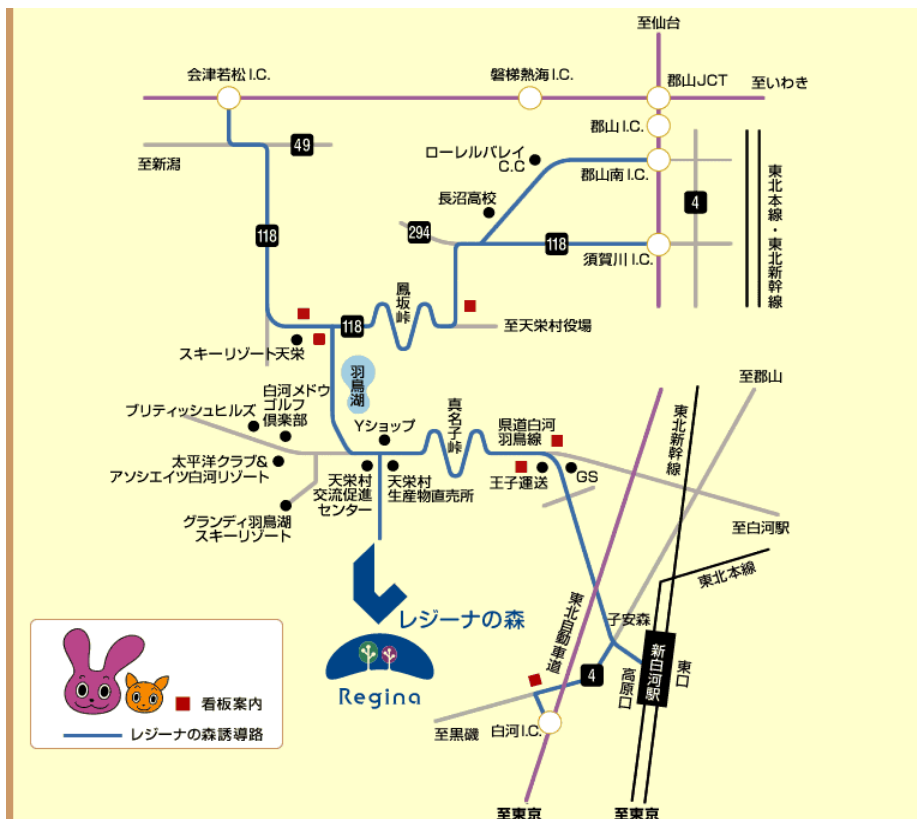 至仙台
会津若松I.C.
磐梯熱海I.C.
郡山JCT
至いわき
郡山I.C.
49
至新潟
ローレルバレイ
C.C
郡山南I.C.
長沼高校
4
東北本線・東北新幹線
118
294
118
須賀川I.C.
鳳坂峠
118
至天栄村役場
スキーリゾート天栄
羽鳥湖
至郡山
白河メドウ
ゴルフ
倶楽部
ブリティッシュヒルズ
Yショップ
真名子峠
県道白河
羽鳥線
東北新幹線
太平洋クラブ&
アソシエイツ白河リゾート
天栄村
交流促進
センター
天栄村
生産物直売所
王子運送
GS
グランディ羽鳥湖
スキーリゾート
至白河駅
東北本線
レジーナの森
Regina
東北自動車道
子安森
新白河駅
東口
高原口
4
看板案内
レジーナの森誘導路
至黒磯
白河I.C.
至東京
至東京